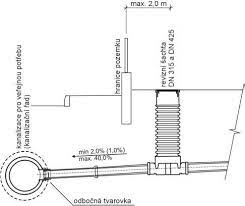 max. 2,0 m
hranice pozemku
revizní šachta
DN 315 a DN 425
kanalizace pro veřejnou potřebu
(kanalizační řad)
min 2.0% (1,0%)
max. 40,0%
odbočná tvarovka